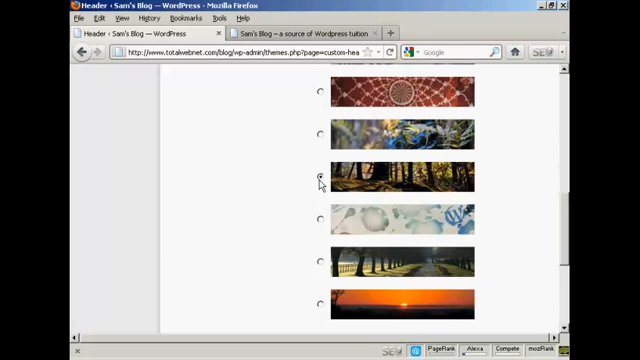 Header ‹ Sam's Blog — WordPress - Mozilla Firefox
File Edit View History Bookmarks Tools Help
Header ‹ Sam's Blog — WordPress × Sam's Blog – a source of Wordpress tuition
http://www.totalwebnet.com/blog/wp-admin/themes.php?page=custom-hea Google SEO
SEO PageRank Alexa Compete mozRank